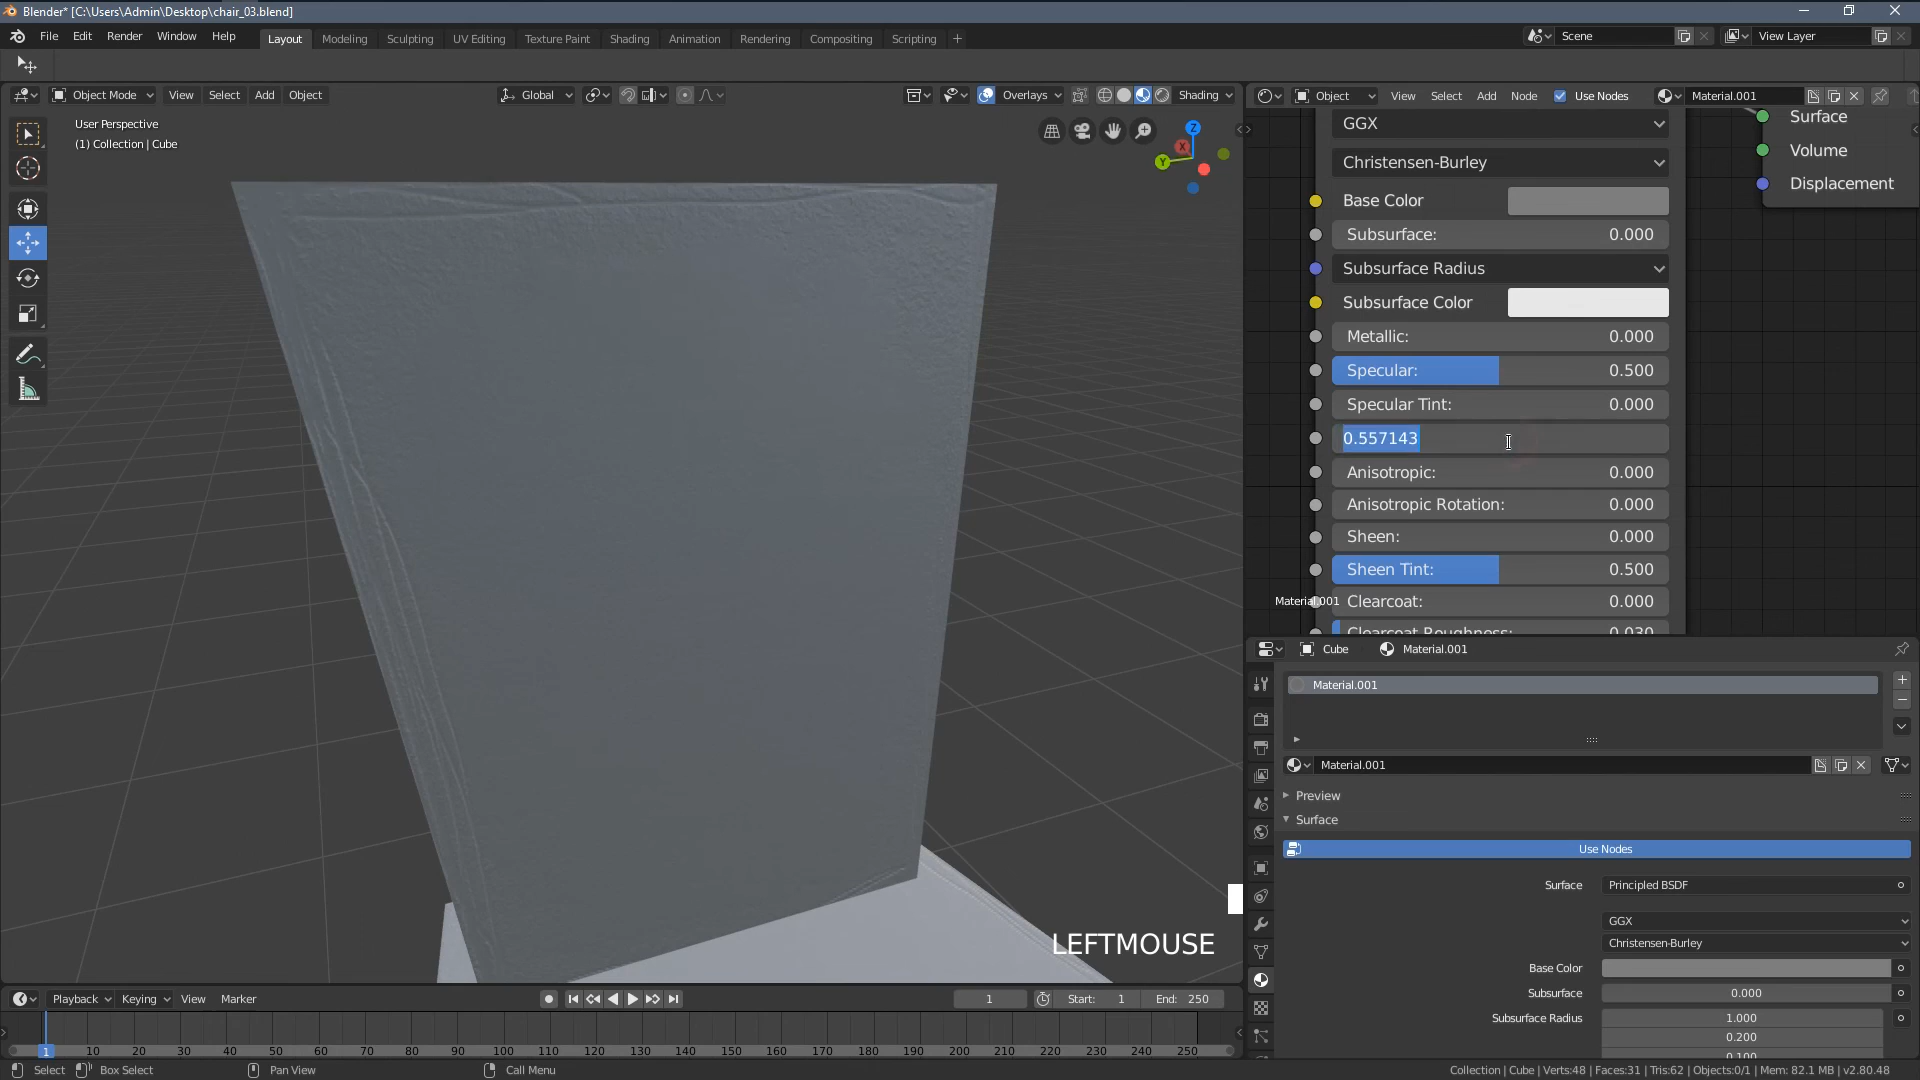 Blender* [C:\Users\Admin\Desktop\chair_03.blend]
File Edit Render Window Help Layout Modeling Sculpting UV Editing Texture Paint Shading Animation Rendering Compositing Scripting + Scene View Layer
Object Mode View Select Add Object Global Overlays Shading
Object View Select Add Node Use Nodes Material.001
User Perspective
(1) Collection | Cube
Z
X
Y
GGX
Christensen-Burley
Base Color
Subsurface: 0.000
Subsurface Radius
Subsurface Color
Metallic: 0.000
Specular: 0.500
Specular Tint: 0.000
0.557143
Anisotropic: 0.000
Anisotropic Rotation: 0.000
Sheen: 0.000
Sheen Tint: 0.500
Clearcoat: 0.000
Clearcoat Roughness: 0.030
Material.001
Surface
Volume
Displacement
Cube Material.001
Material.001
Material.001
Preview
Surface
Use Nodes
Surface Principled BSDF
GGX
Christensen-Burley
Base Color
Subsurface 0.000
Subsurface Radius 1.000
0.200
0.100
LEFTMOUSE
Playback Keying View Marker 1 Start: 1 End: 250
1 10 20 30 40 50 60 70 80 90 100 110 120 130 140 150 160 170 180 190 200 210 220 230 240 250
Select Box Select Pan View Call Menu Collection | Cube | Verts:48 | Faces:31 | Tris:62 | Objects:0/1 | Mem: 82.1 MB | v2.80.48